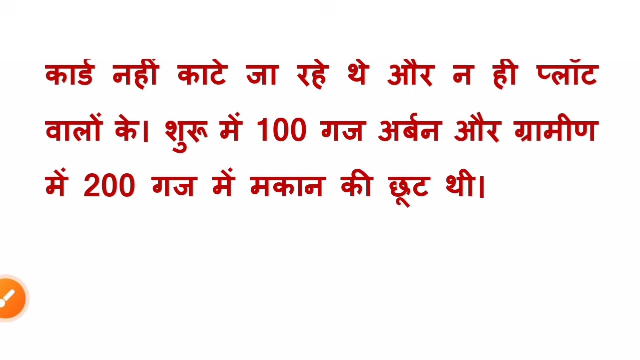 कार्ड नहीं काटे जा रहे थे और न ही प्लॉट
वालों के। शुरू में 100 गज अर्बन और ग्रामीण
में 200 गज में मकान की छूट थी।